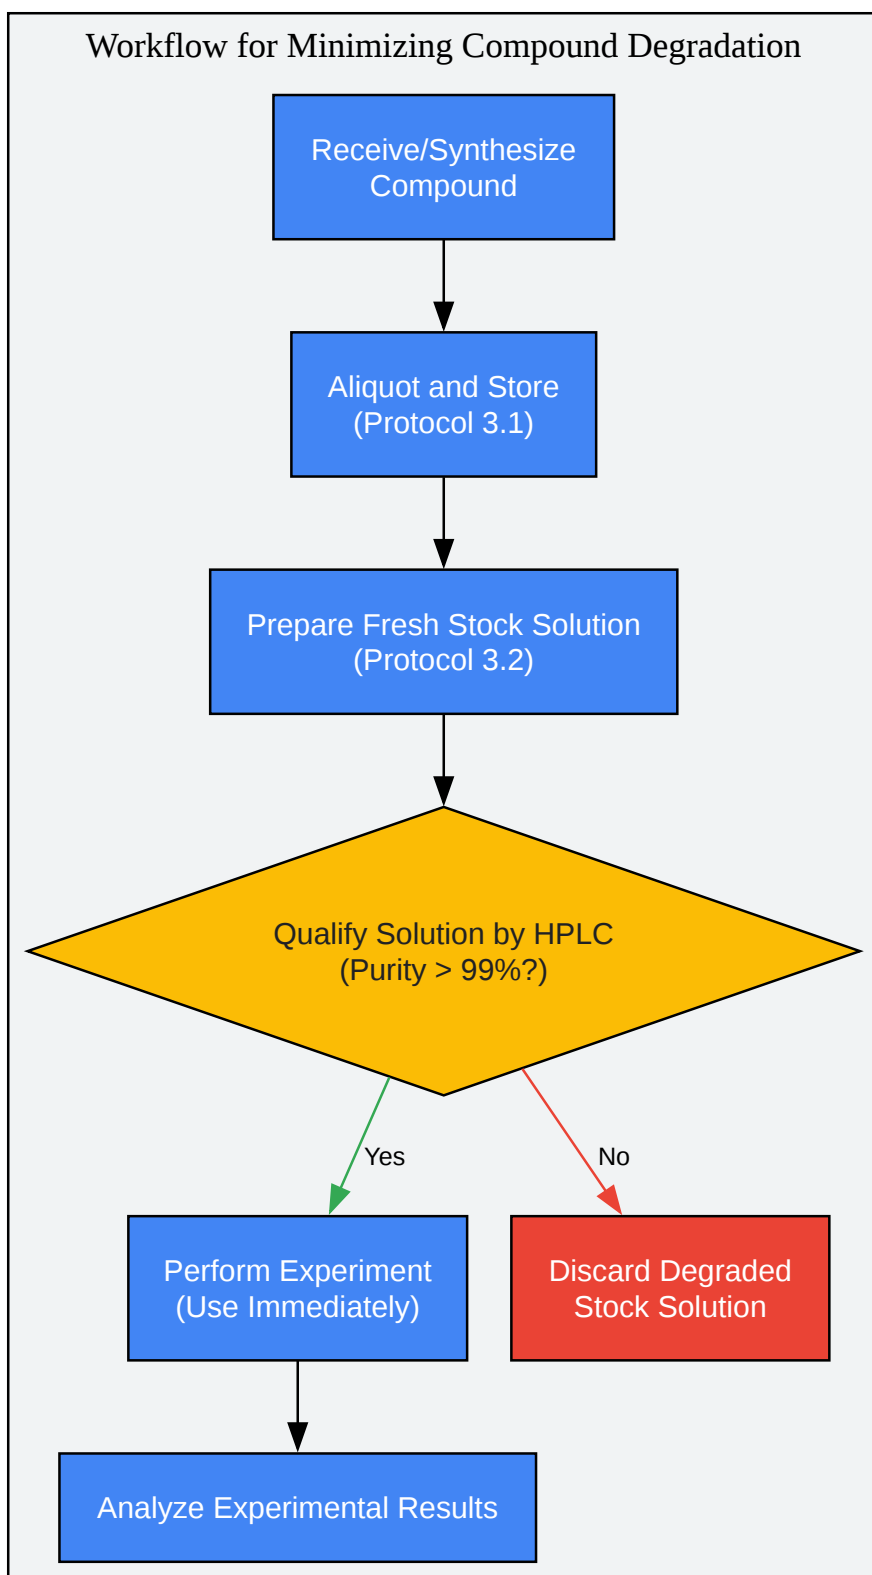 Workflow for Minimizing Compound Degradation
Receive/Synthesize
Compound
Aliquot and Store
(Protocol 3.1)
Prepare Fresh Stock Solution
(Protocol 3.2)
Qualify Solution by HPLC
(Purity > 99%?)
Yes
No
Perform Experiment
(Use Immediately)
Discard Degraded
Stock Solution
Analyze Experimental Results